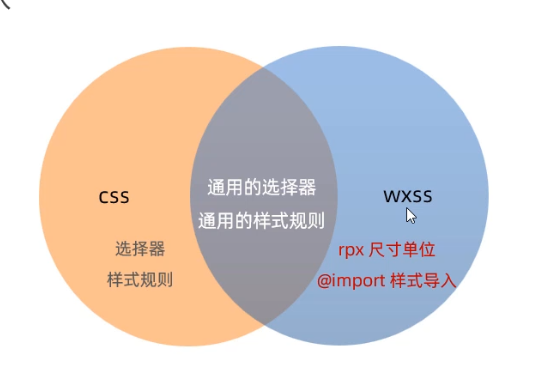 通用的选择器
css
wxss
通用的样式规则
选择器
rpx 尺寸单位
样式规则
@import 样式导入